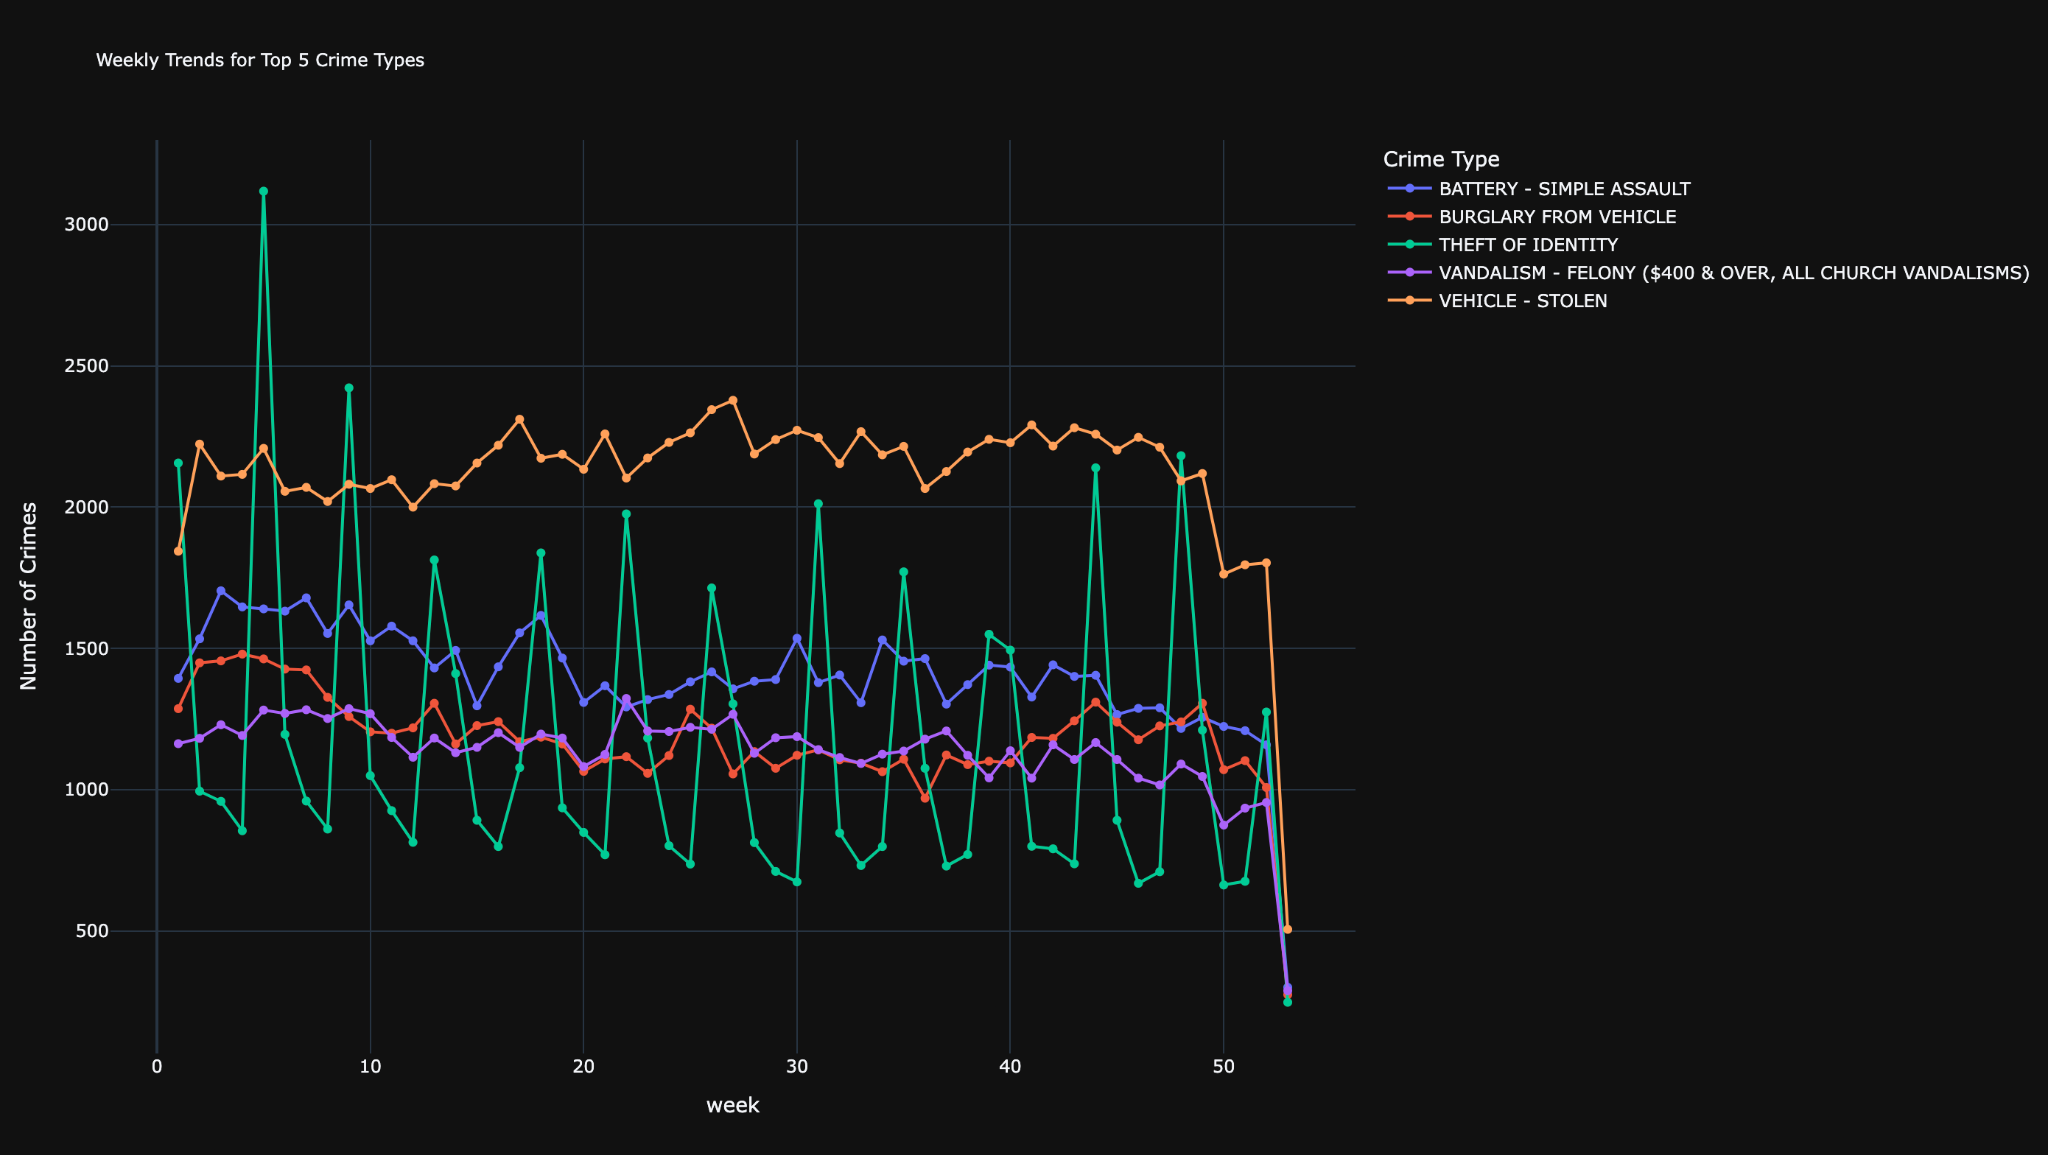 Weekly Trends for Top 5 Crime Types
Crime Type
BATTERY - SIMPLE ASSAULT
BURGLARY FROM VEHICLE
THEFT OF IDENTITY
VANDALISM - FELONY ($400 & OVER, ALL CHURCH VANDALISMS)
VEHICLE - STOLEN
Number of Crimes
3000
2500
2000
1500
1000
500
0 10 20 30 40 50
week